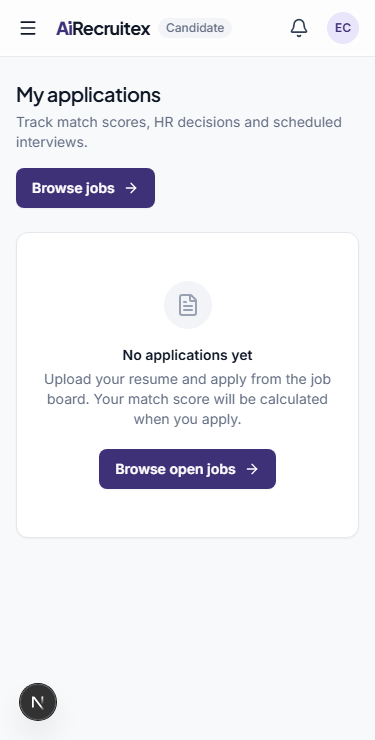 AiRecruitex Candidate EC
My applications
Track match scores, HR decisions and scheduled
interviews.
Browse jobs →
No applications yet
Upload your resume and apply from the job
board. Your match score will be calculated
when you apply.
Browse open jobs →
N